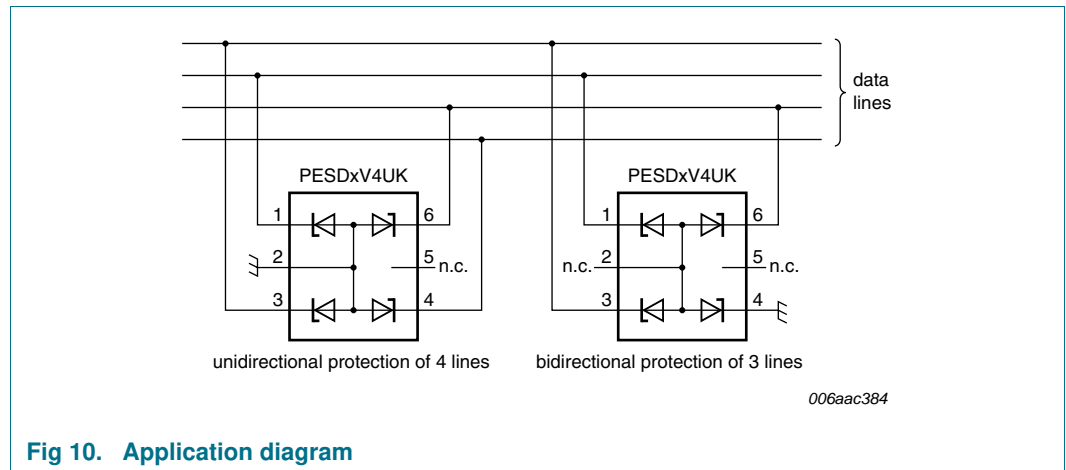 data
lines
PESDxV4UK
PESDxV4UK
1
6
1
6
2
5
n.c.
n.c.
2
5
n.c.
3
4
3
4
unidirectional protection of 4 lines
bidirectional protection of 3 lines
006aac384
Fig 10. Application diagram